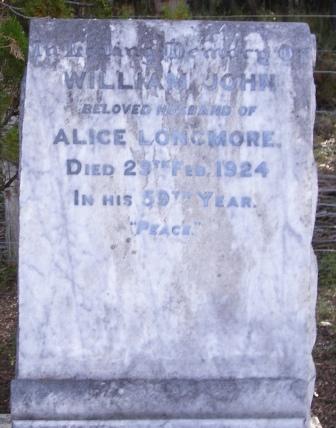 In Loving Memory Of
WILLIAM JOHN
BELOVED HUSBAND OF
ALICE LONGMORE.
DIED 29TH FEB. 1924
IN HIS 59TH YEAR.
"PEACE."